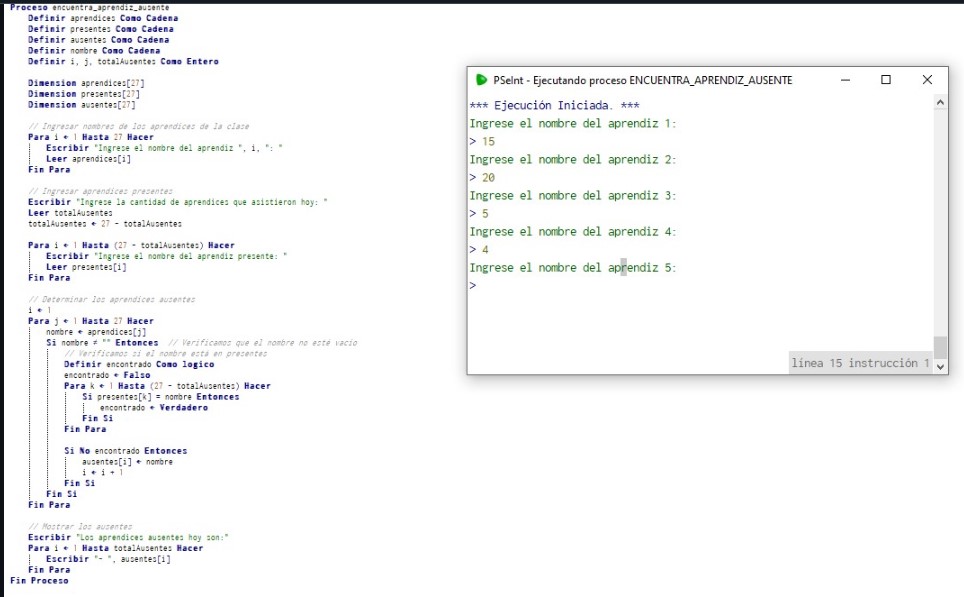 Proceso encuentra_aprendiz_ausente
Definir aprendices Como Cadena
Definir presentes Como Cadena
Definir ausentes Como Cadena
Definir nombre Como Cadena
Definir i, j, totalAusentes Como Entero
Dimension aprendices[27]
Dimension presentes[27]
Dimension ausentes[27]
// Ingresar nombres de los aprendices de la clase
Para i ← 1 Hasta 27 Hacer
Escribir "Ingrese el nombre del aprendiz ", i, ": "
Leer aprendices[i]
Fin Para
// Ingresar aprendices presentes
Escribir "Ingrese la cantidad de aprendices que asistieron hoy: "
Leer totalAusentes
totalAusentes ← 27 - totalAusentes
Para i ← 1 Hasta (27 - totalAusentes) Hacer
Escribir "Ingrese el nombre del aprendiz presente: "
Leer presentes[i]
Fin Para
// Determinar los aprendices ausentes
i ← 1
Para j ← 1 Hasta 27 Hacer
nombre ← aprendices[j]
Si nombre ≠ "" Entonces // Verificamos que el nombre no esté vacío
// Verificamos si el nombre está en presentes
Definir encontrado Como logico
encontrado ← Falso
Para k ← 1 Hasta (27 - totalAusentes) Hacer
Si presentes[k] = nombre Entonces
encontrado ← Verdadero
Fin Si
Fin Para
Si No encontrado Entonces
ausentes[i] ← nombre
i ← i + 1
Fin Si
Fin Si
Fin Para
// Mostrar los ausentes
Escribir "Los aprendices ausentes hoy son:"
Para i ← 1 Hasta totalAusentes Hacer
Escribir "- ", ausentes[i]
Fin Para
Fin Proceso
PSeInt - Ejecutando proceso ENCUENTRA_APRENDIZ_AUSENTE
*** Ejecución Iniciada. ***
Ingrese el nombre del aprendiz 1:
> 15
Ingrese el nombre del aprendiz 2:
> 20
Ingrese el nombre del aprendiz 3:
> 5
Ingrese el nombre del aprendiz 4:
> 4
Ingrese el nombre del aprendiz 5:
>
línea 15 instrucción 1